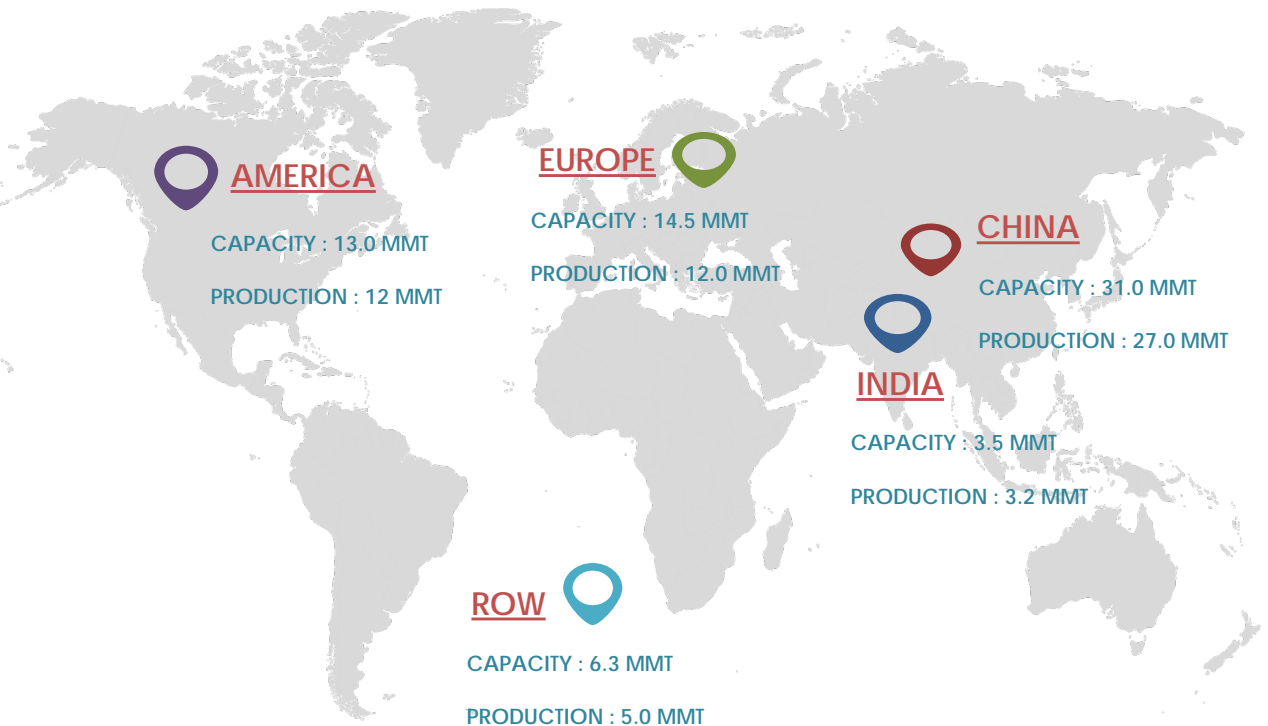 AMERICA
CAPACITY : 13.0 MMT
PRODUCTION : 12 MMT
EUROPE
CAPACITY : 14.5 MMT
PRODUCTION : 12.0 MMT
CHINA
CAPACITY : 31.0 MMT
PRODUCTION : 27.0 MMT
INDIA
CAPACITY : 3.5 MMT
PRODUCTION : 3.2 MMT
ROW
CAPACITY : 6.3 MMT
PRODUCTION : 5.0 MMT